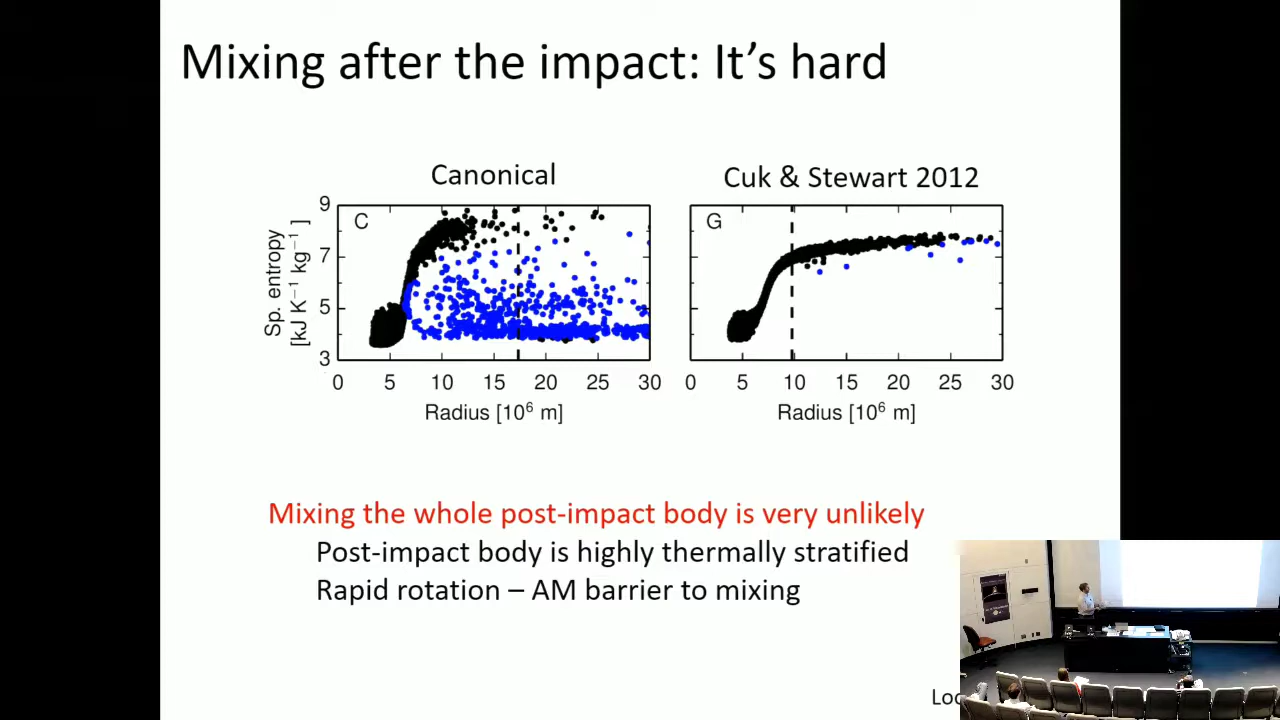 Mixing after the impact: It's hard
Canonical
Cuk & Stewart 2012
9
7
5
3
Sp. entropy
[kJ K⁻¹ kg⁻¹]
C
0 5 10 15 20 25 30
Radius [10⁶ m]
G
0 5 10 15 20 25 30
Radius [10⁶ m]
Mixing the whole post-impact body is very unlikely
Post-impact body is highly thermally stratified
Rapid rotation – AM barrier to mixing